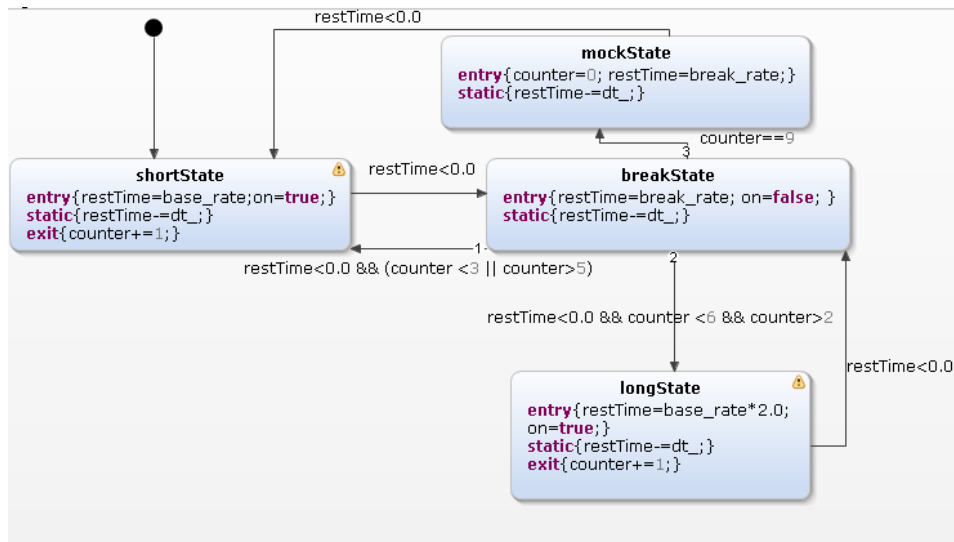 restTime<0.0
mockState
entry{counter=0; restTime=break_rate;}
static{restTime-=dt_;}
counter==9
3
shortState
entry{restTime=base_rate;on=true;}
static{restTime-=dt_;}
exit{counter+=1;}
restTime<0.0
breakState
entry{restTime=break_rate; on=false; }
static{restTime-=dt_;}
1
restTime<0.0 && (counter <3 || counter>5)
2
restTime<0.0 && counter <6 && counter>2
restTime<0.0
longState
entry{restTime=base_rate*2.0;
on=true;}
static{restTime-=dt_;}
exit{counter+=1;}